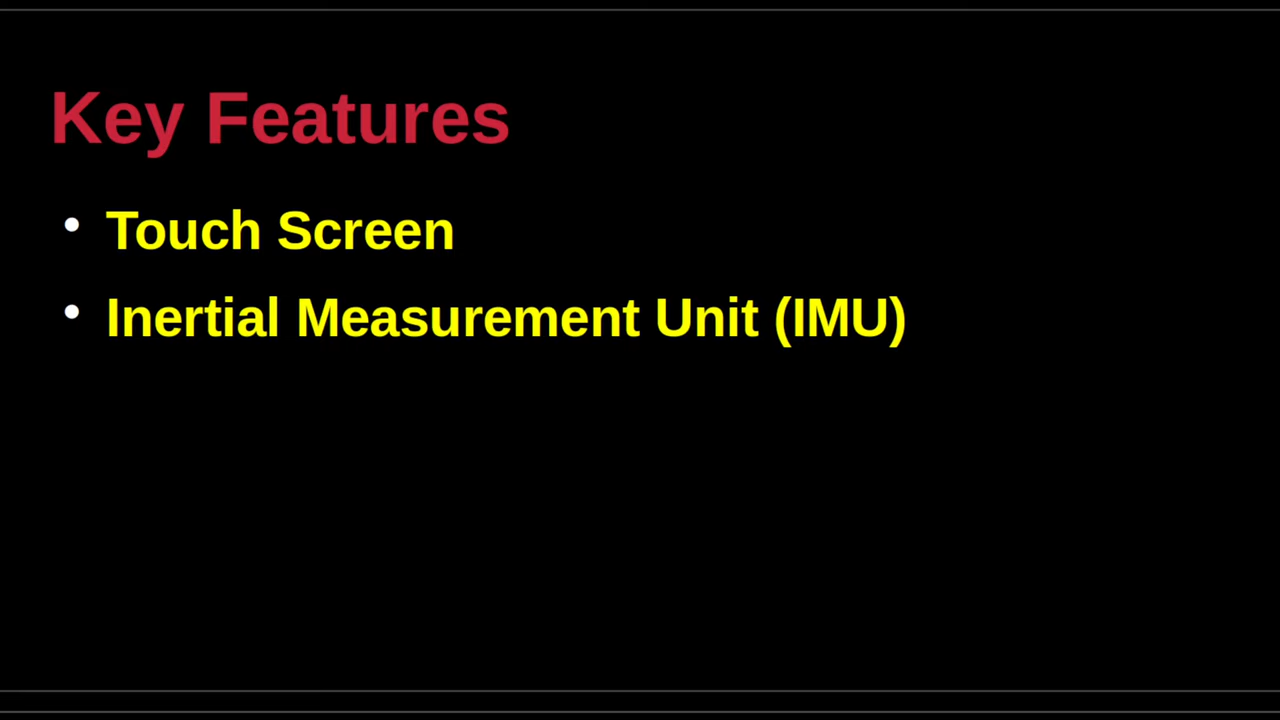 Key Features
• Touch Screen
• Inertial Measurement Unit (IMU)